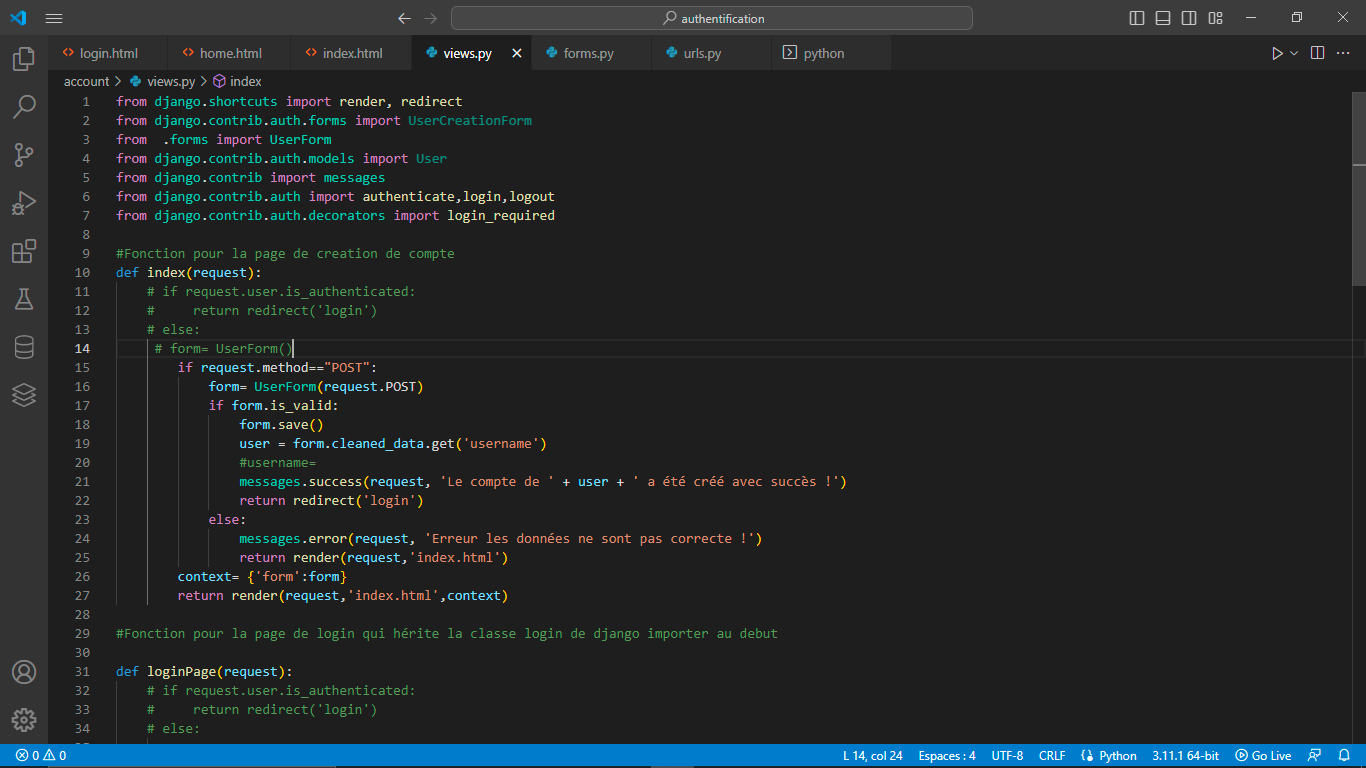 authentification
login.html
home.html
index.html
views.py
forms.py
urls.py
python
account > views.py > index
1 from django.shortcuts import render, redirect
2 from django.contrib.auth.forms import UserCreationForm
3 from  .forms import UserForm
4 from django.contrib.auth.models import User
5 from django.contrib import messages
6 from django.contrib.auth import authenticate,login,logout
7 from django.contrib.auth.decorators import login_required
8
9 #Fonction pour la page de creation de compte
10 def index(request):
11     # if request.user.is_authenticated:
12     #     return redirect('login')
13     # else:
14      # form= UserForm()
15         if request.method=="POST":
16             form= UserForm(request.POST)
17             if form.is_valid:
18                 form.save()
19                 user = form.cleaned_data.get('username')
20                 #username=
21                 messages.success(request, 'Le compte de ' + user + ' a été créé avec succès !')
22                 return redirect('login')
23             else:
24                 messages.error(request, 'Erreur les données ne sont pas correcte !')
25                 return render(request,'index.html')
26         context= {'form':form}
27         return render(request,'index.html',context)
28
29 #Fonction pour la page de login qui hérite la classe login de django importer au debut
30
31 def loginPage(request):
32     # if request.user.is_authenticated:
33     #     return redirect('login')
34     # else:
0 0 L 14, col 24 Espaces : 4 UTF-8 CRLF Python 3.11.1 64-bit Go Live